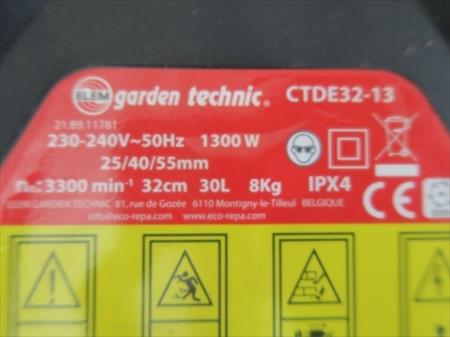 ELEM garden technic® CTDE32-13
21.89.11781
230-240V~50Hz 1300 W
25/40/55mm
n₀:3300 min⁻¹ 32cm 30L 8Kg IPX4
ELEM GARDEN TECHNIC 81, rue de Gozée 6110 Montigny-le-Tilleul BELGIQUE
info@eco-repa.com www.eco-repa.com
CE